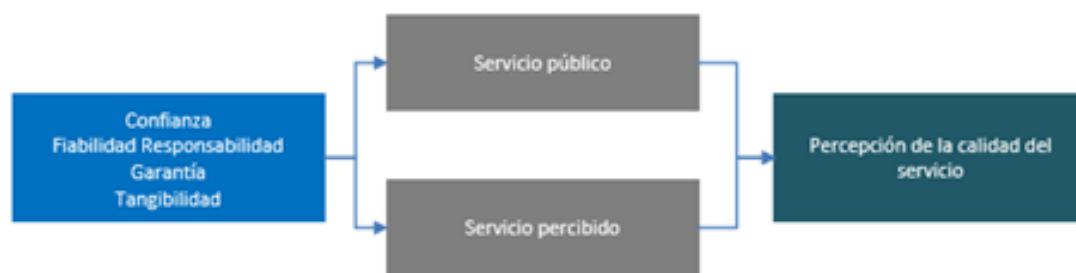 Confianza
Fiabilidad Responsabilidad
Garantía
Tangibilidad
Servicio público
Servicio percibido
Percepción de la calidad del
servicio